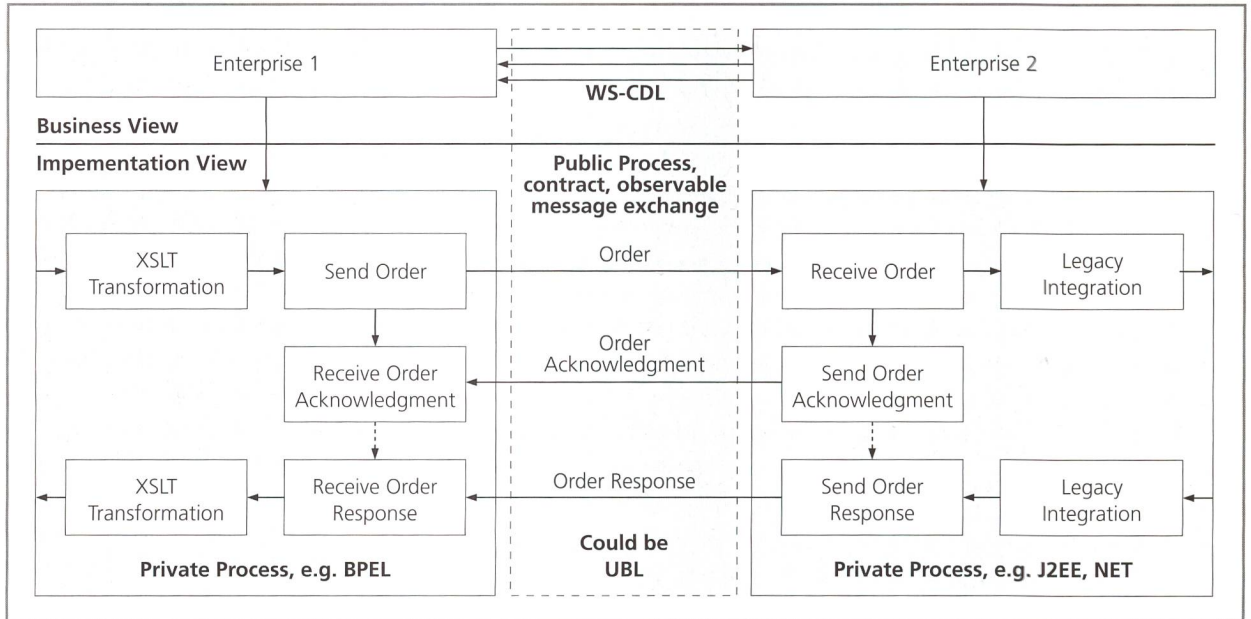 Enterprise 1
Enterprise 2
WS-CDL
Business View
Impementation View
Public Process,
contract, observable
message exchange
XSLT
Transformation
Send Order
Order
Receive Order
Legacy
Integration
Receive Order
Acknowledgment
Order
Acknowledgment
Send Order
Acknowledgment
XSLT
Transformation
Receive Order
Response
Order Response
Send Order
Response
Legacy
Integration
Private Process, e.g. BPEL
Could be
UBL
Private Process, e.g. J2EE, NET